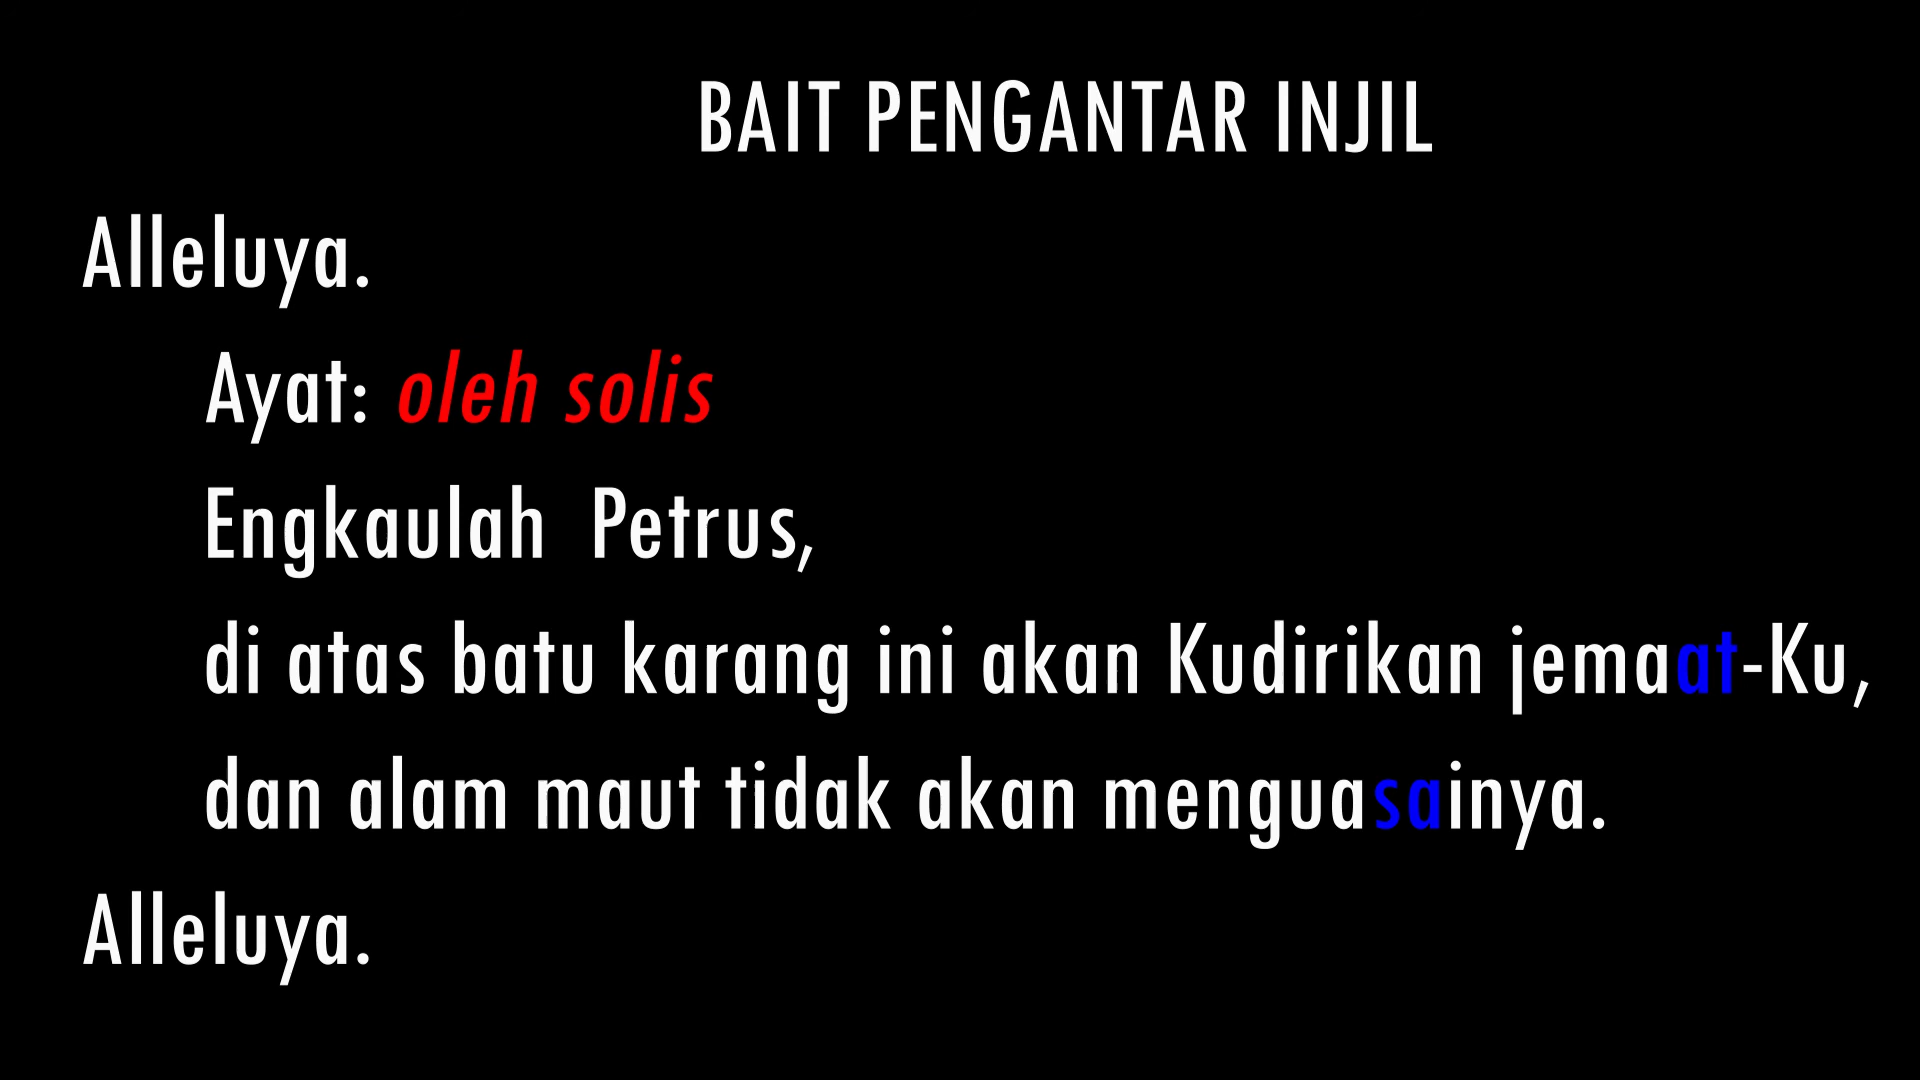 BAIT PENGANTAR INJIL
Alleluya.
Ayat: oleh solis
Engkaulah  Petrus,
di atas batu karang ini akan Kudirikan jemaat-Ku,
dan alam maut tidak akan menguasainya.
Alleluya.